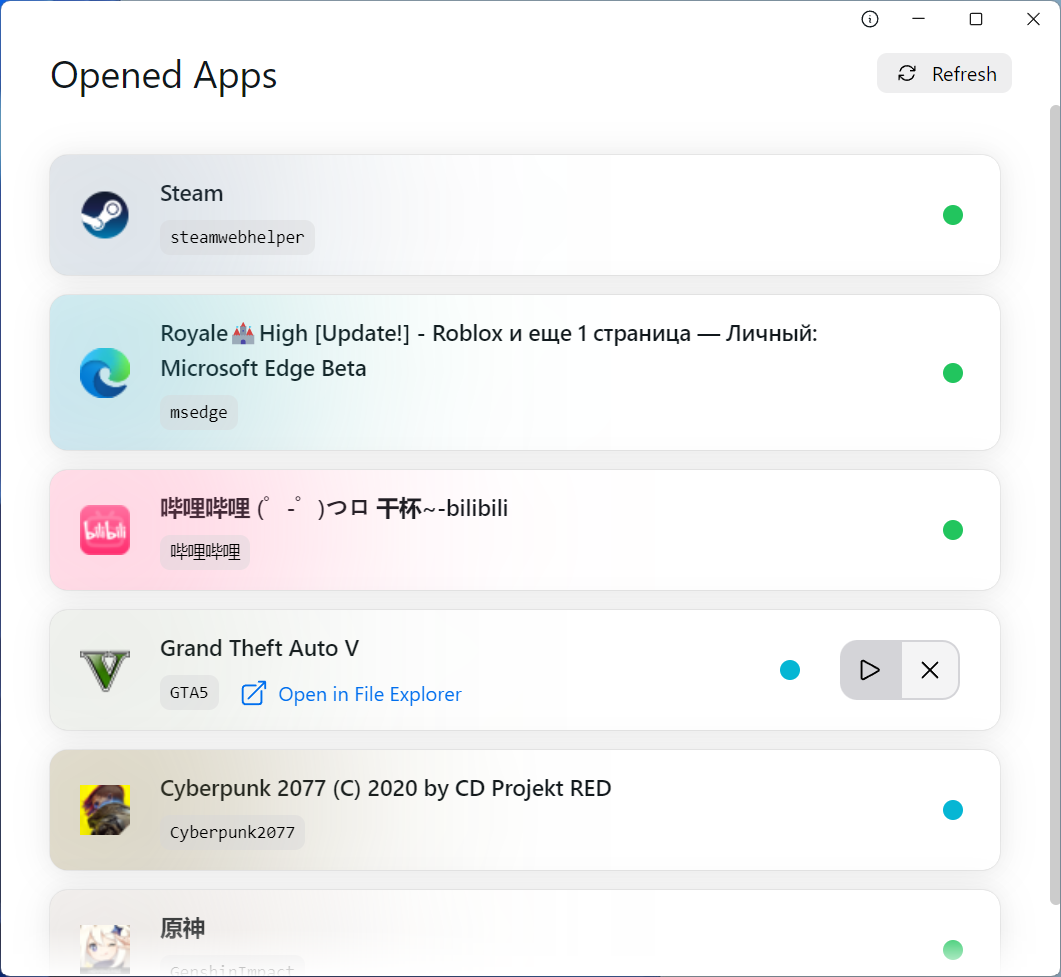 Opened Apps
Refresh
Steam
steamwebhelper
Royale🏰High [Update!] - Roblox и еще 1 страница — Личный:
Microsoft Edge Beta
msedge
bilibili
哔哩哔哩 (゜-゜)つロ 干杯~-bilibili
哔哩哔哩
Grand Theft Auto V
GTA5
Open in File Explorer
Cyberpunk 2077 (C) 2020 by CD Projekt RED
Cyberpunk2077
原神
GenshinImpact